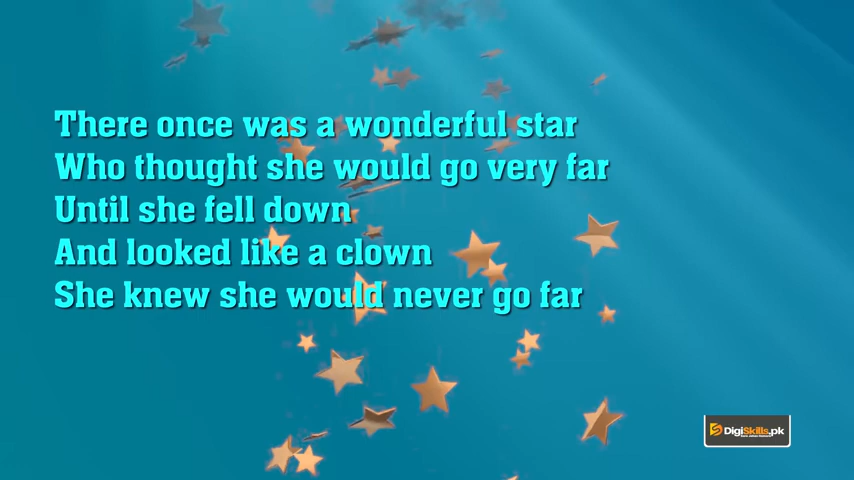 There once was a wonderful star
Who thought she would go very far
Until she fell down
And looked like a clown
She knew she would never go far
DigiSkills.pk